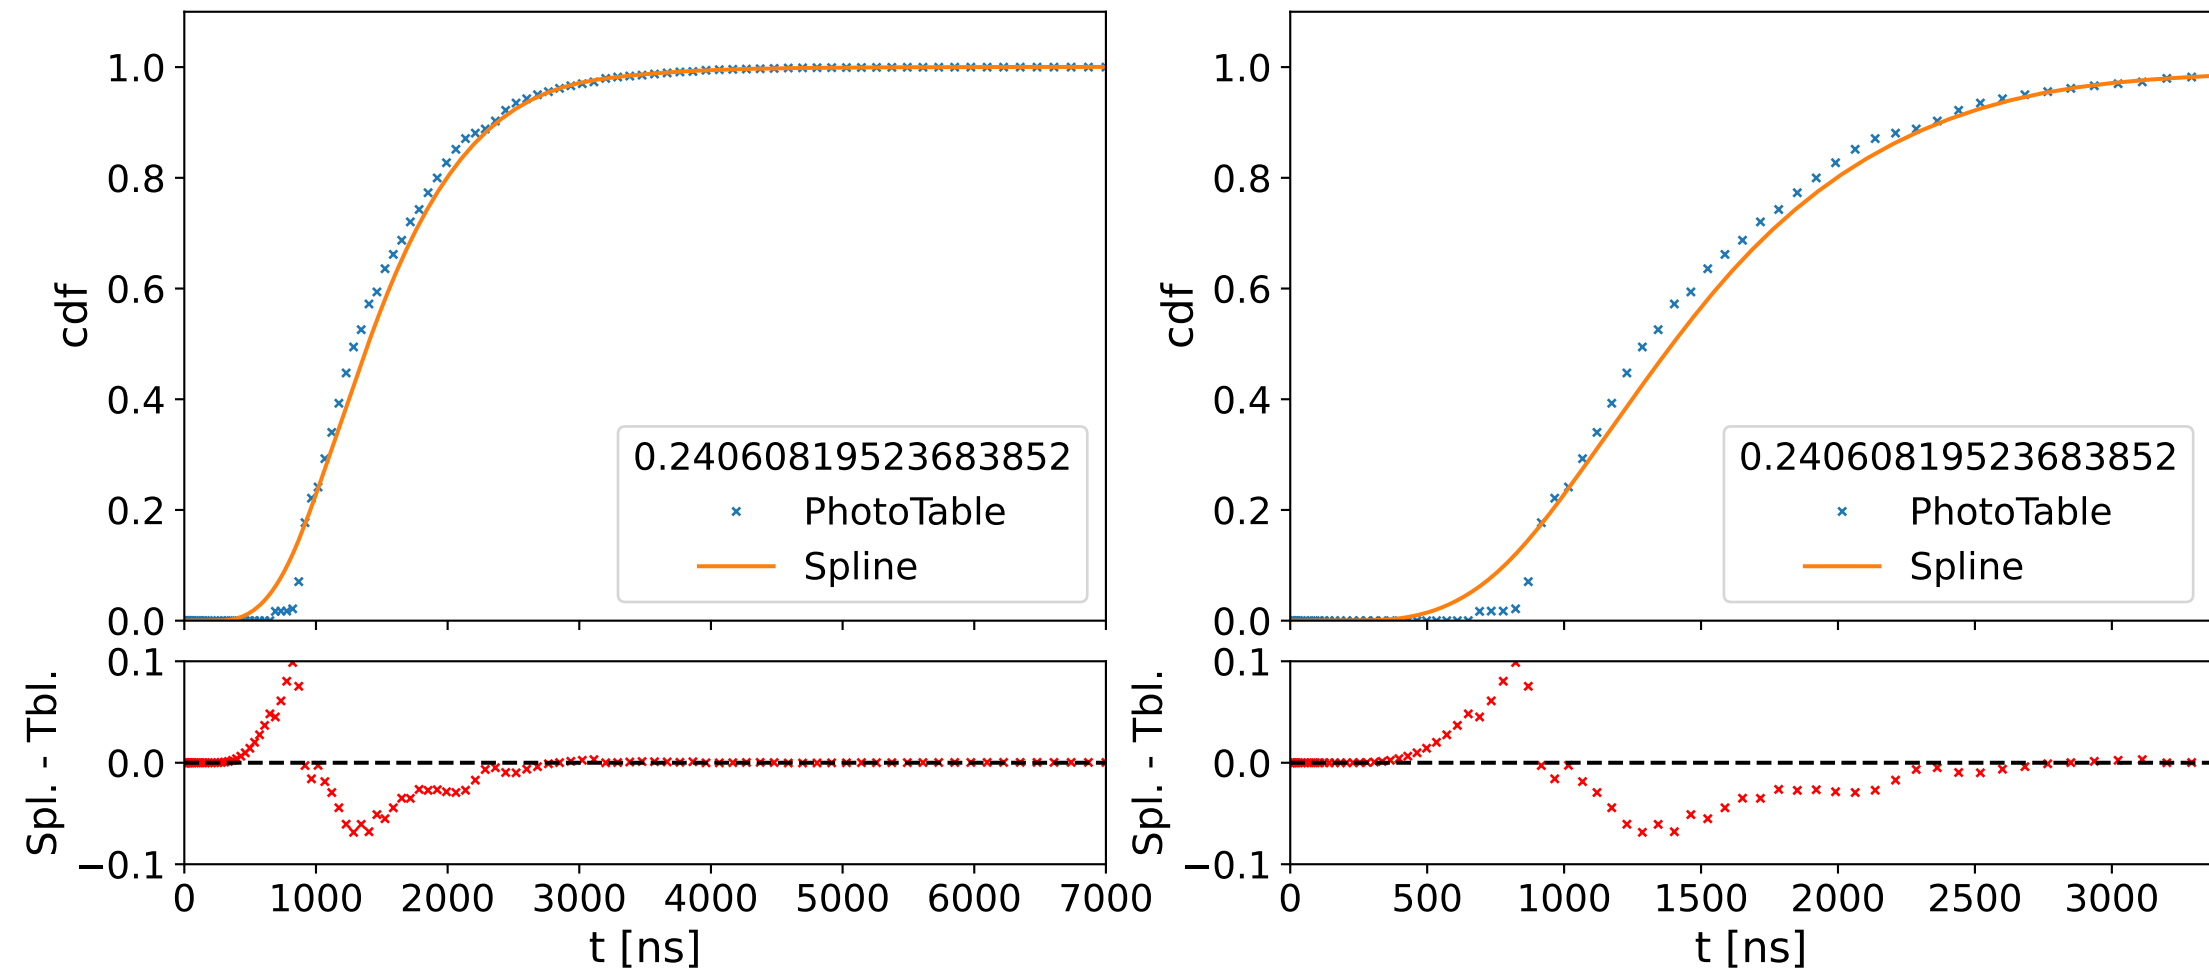 cdf
1.0
0.8
0.6
0.4
0.2
0.0
0.24060819523683852
PhotoTable
Spline
Spl. - Tbl.
0.1
0.0
−0.1
0 1000 2000 3000 4000 5000 6000 7000
t [ns]
cdf
1.0
0.8
0.6
0.4
0.2
0.0
0.24060819523683852
PhotoTable
Spline
Spl. - Tbl.
0.1
0.0
−0.1
0 500 1000 1500 2000 2500 3000
t [ns]